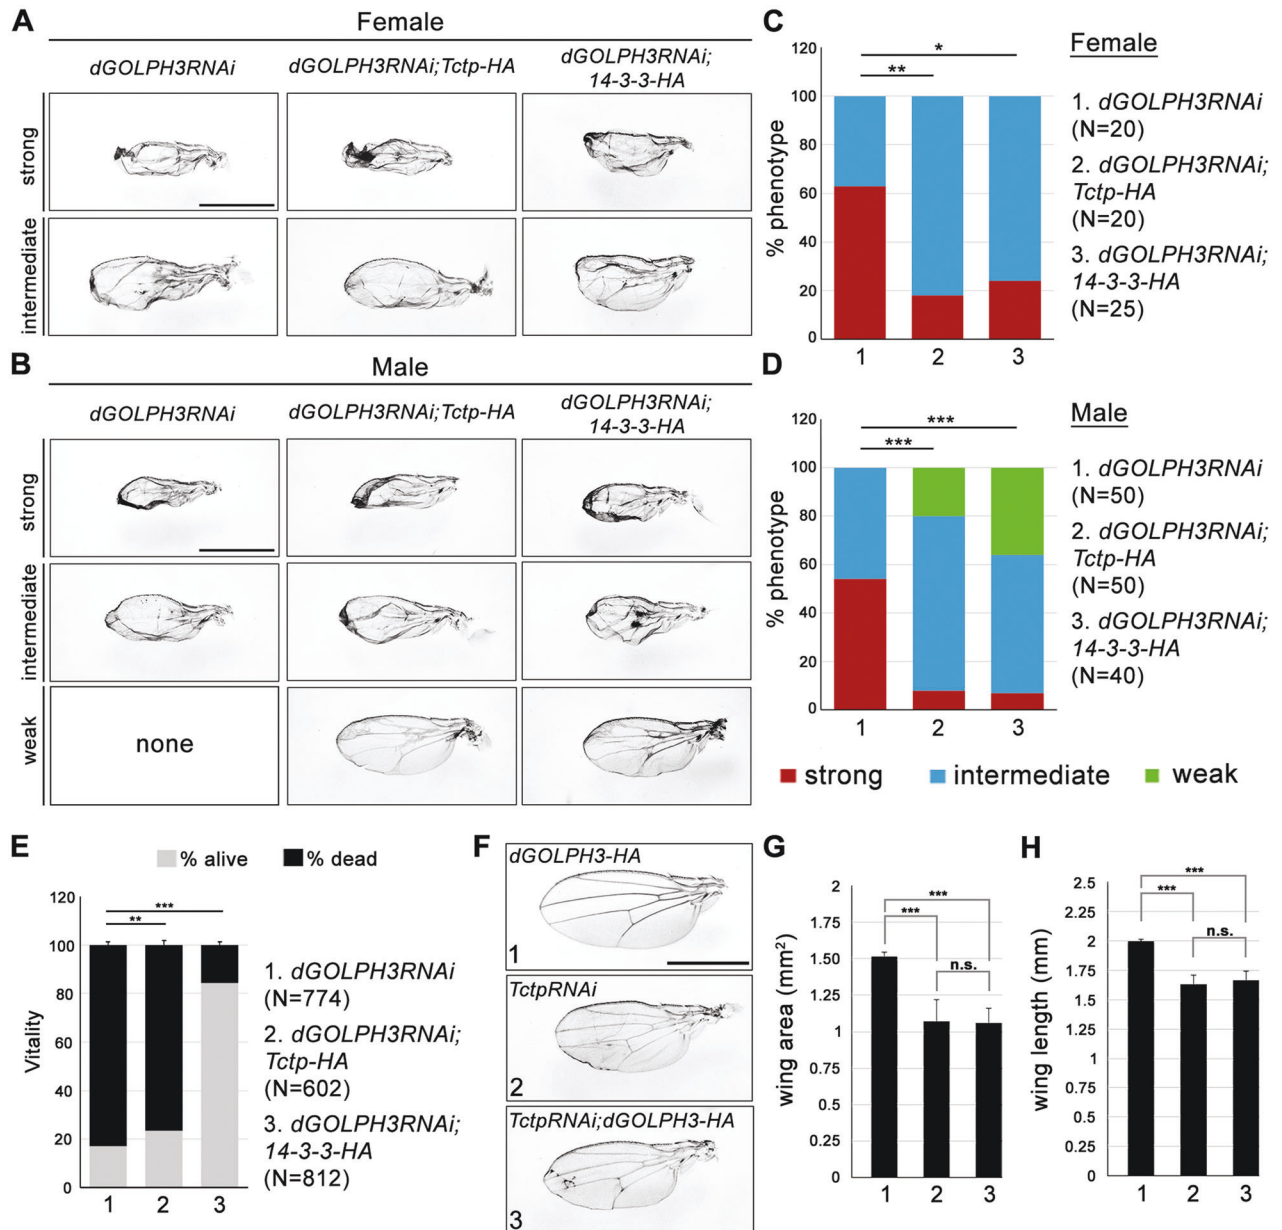 A
Female
dGOLPH3RNAi
dGOLPH3RNAi;Tctp-HA
dGOLPH3RNAi;
14-3-3-HA
strong
intermediate
B
Male
dGOLPH3RNAi
dGOLPH3RNAi;Tctp-HA
dGOLPH3RNAi;
14-3-3-HA
strong
intermediate
weak
none
C
120
100
80
60
40
20
0
% phenotype
*
**
1
2
3
Female
1. dGOLPH3RNAi
(N=20)
2. dGOLPH3RNAi;
Tctp-HA
(N=20)
3. dGOLPH3RNAi;
14-3-3-HA
(N=25)
D
120
100
80
60
40
20
0
% phenotype
***
***
1
2
3
Male
1. dGOLPH3RNAi
(N=50)
2. dGOLPH3RNAi;
Tctp-HA
(N=50)
3. dGOLPH3RNAi;
14-3-3-HA
(N=40)
strong
intermediate
weak
E
% alive
% dead
120
100
80
60
40
20
0
Vitality
***
**
1
2
3
1. dGOLPH3RNAi
(N=774)
2. dGOLPH3RNAi;
Tctp-HA
(N=602)
3. dGOLPH3RNAi;
14-3-3-HA
(N=812)
F
dGOLPH3-HA
1
TctpRNAi
2
TctpRNAi;dGOLPH3-HA
3
G
2
1.75
1.50
1.25
1
0.75
0.5
0.25
0
wing area (mm²)
***
***
n.s.
1
2
3
H
2.5
2.25
2
1.75
1.5
1.25
1
0.75
0.5
0.25
0
wing length (mm)
***
***
n.s.
1
2
3